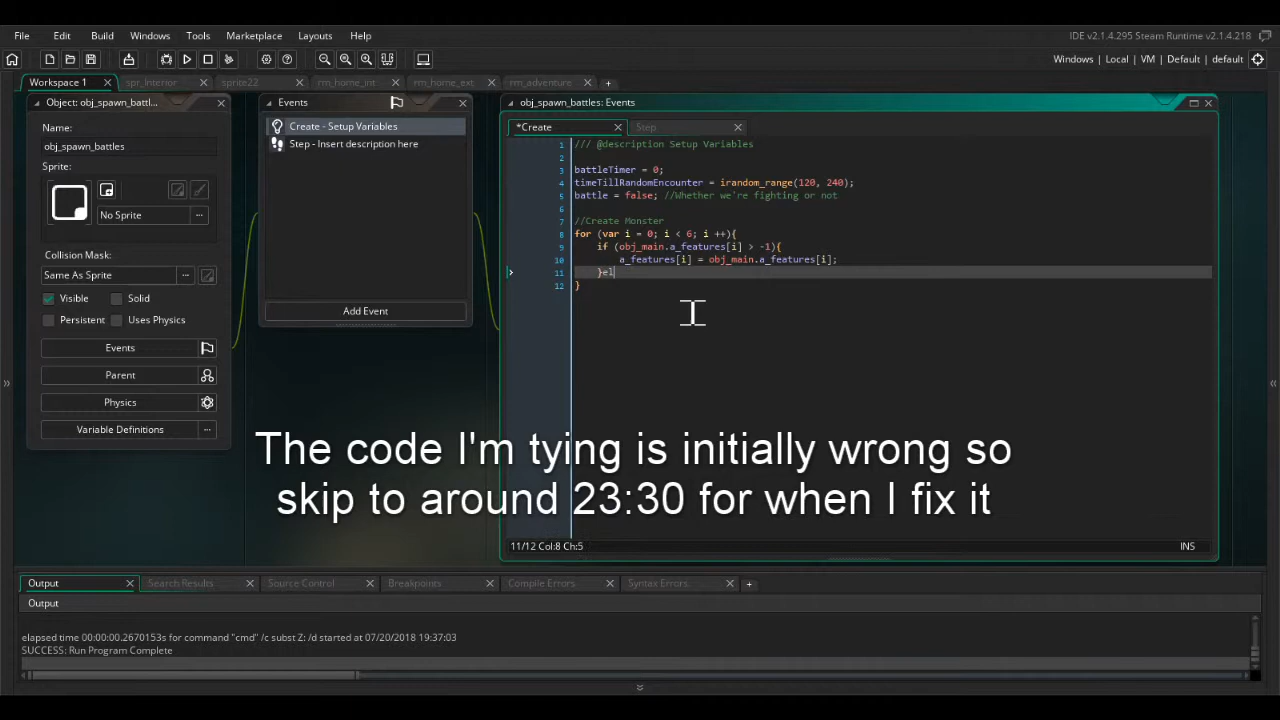 File Edit Build Windows Tools Marketplace Layouts Help IDE v2.1.4.295 Steam Runtime v2.1.4.218
Windows | Local | VM | Default | default
Workspace 1 spr_Interior sprite22 rm_home_int rm_home_ext rm_adventure
Object: obj_spawn_battl...
Name:
obj_spawn_battles
Sprite:
No Sprite
Collision Mask:
Same As Sprite
Visible Solid
Persistent Uses Physics
Events
Parent
Physics
Variable Definitions
Events
Create - Setup Variables
Step - Insert description here
Add Event
obj_spawn_battles: Events
*Create Step
1 /// @description Setup Variables
2
3 battleTimer = 0;
4 timeTillRandomEncounter = irandom_range(120, 240);
5 battle = false; //Whether we're fighting or not
6
7 //Create Monster
8 for (var i = 0; i < 6; i ++){
9 if (obj_main.a_features[i] > -1){
10 a_features[i] = obj_main.a_features[i];
11 }el
12 }
11/12 Col:8 Ch:5 INS
The code I'm tying is initially wrong so
skip to around 23:30 for when I fix it
Output Search Results Source Control Breakpoints Compile Errors Syntax Errors
Output
elapsed time 00:00:00.2670153s for command "cmd" /c subst Z: /d started at 07/20/2018 19:37:03
SUCCESS: Run Program Complete